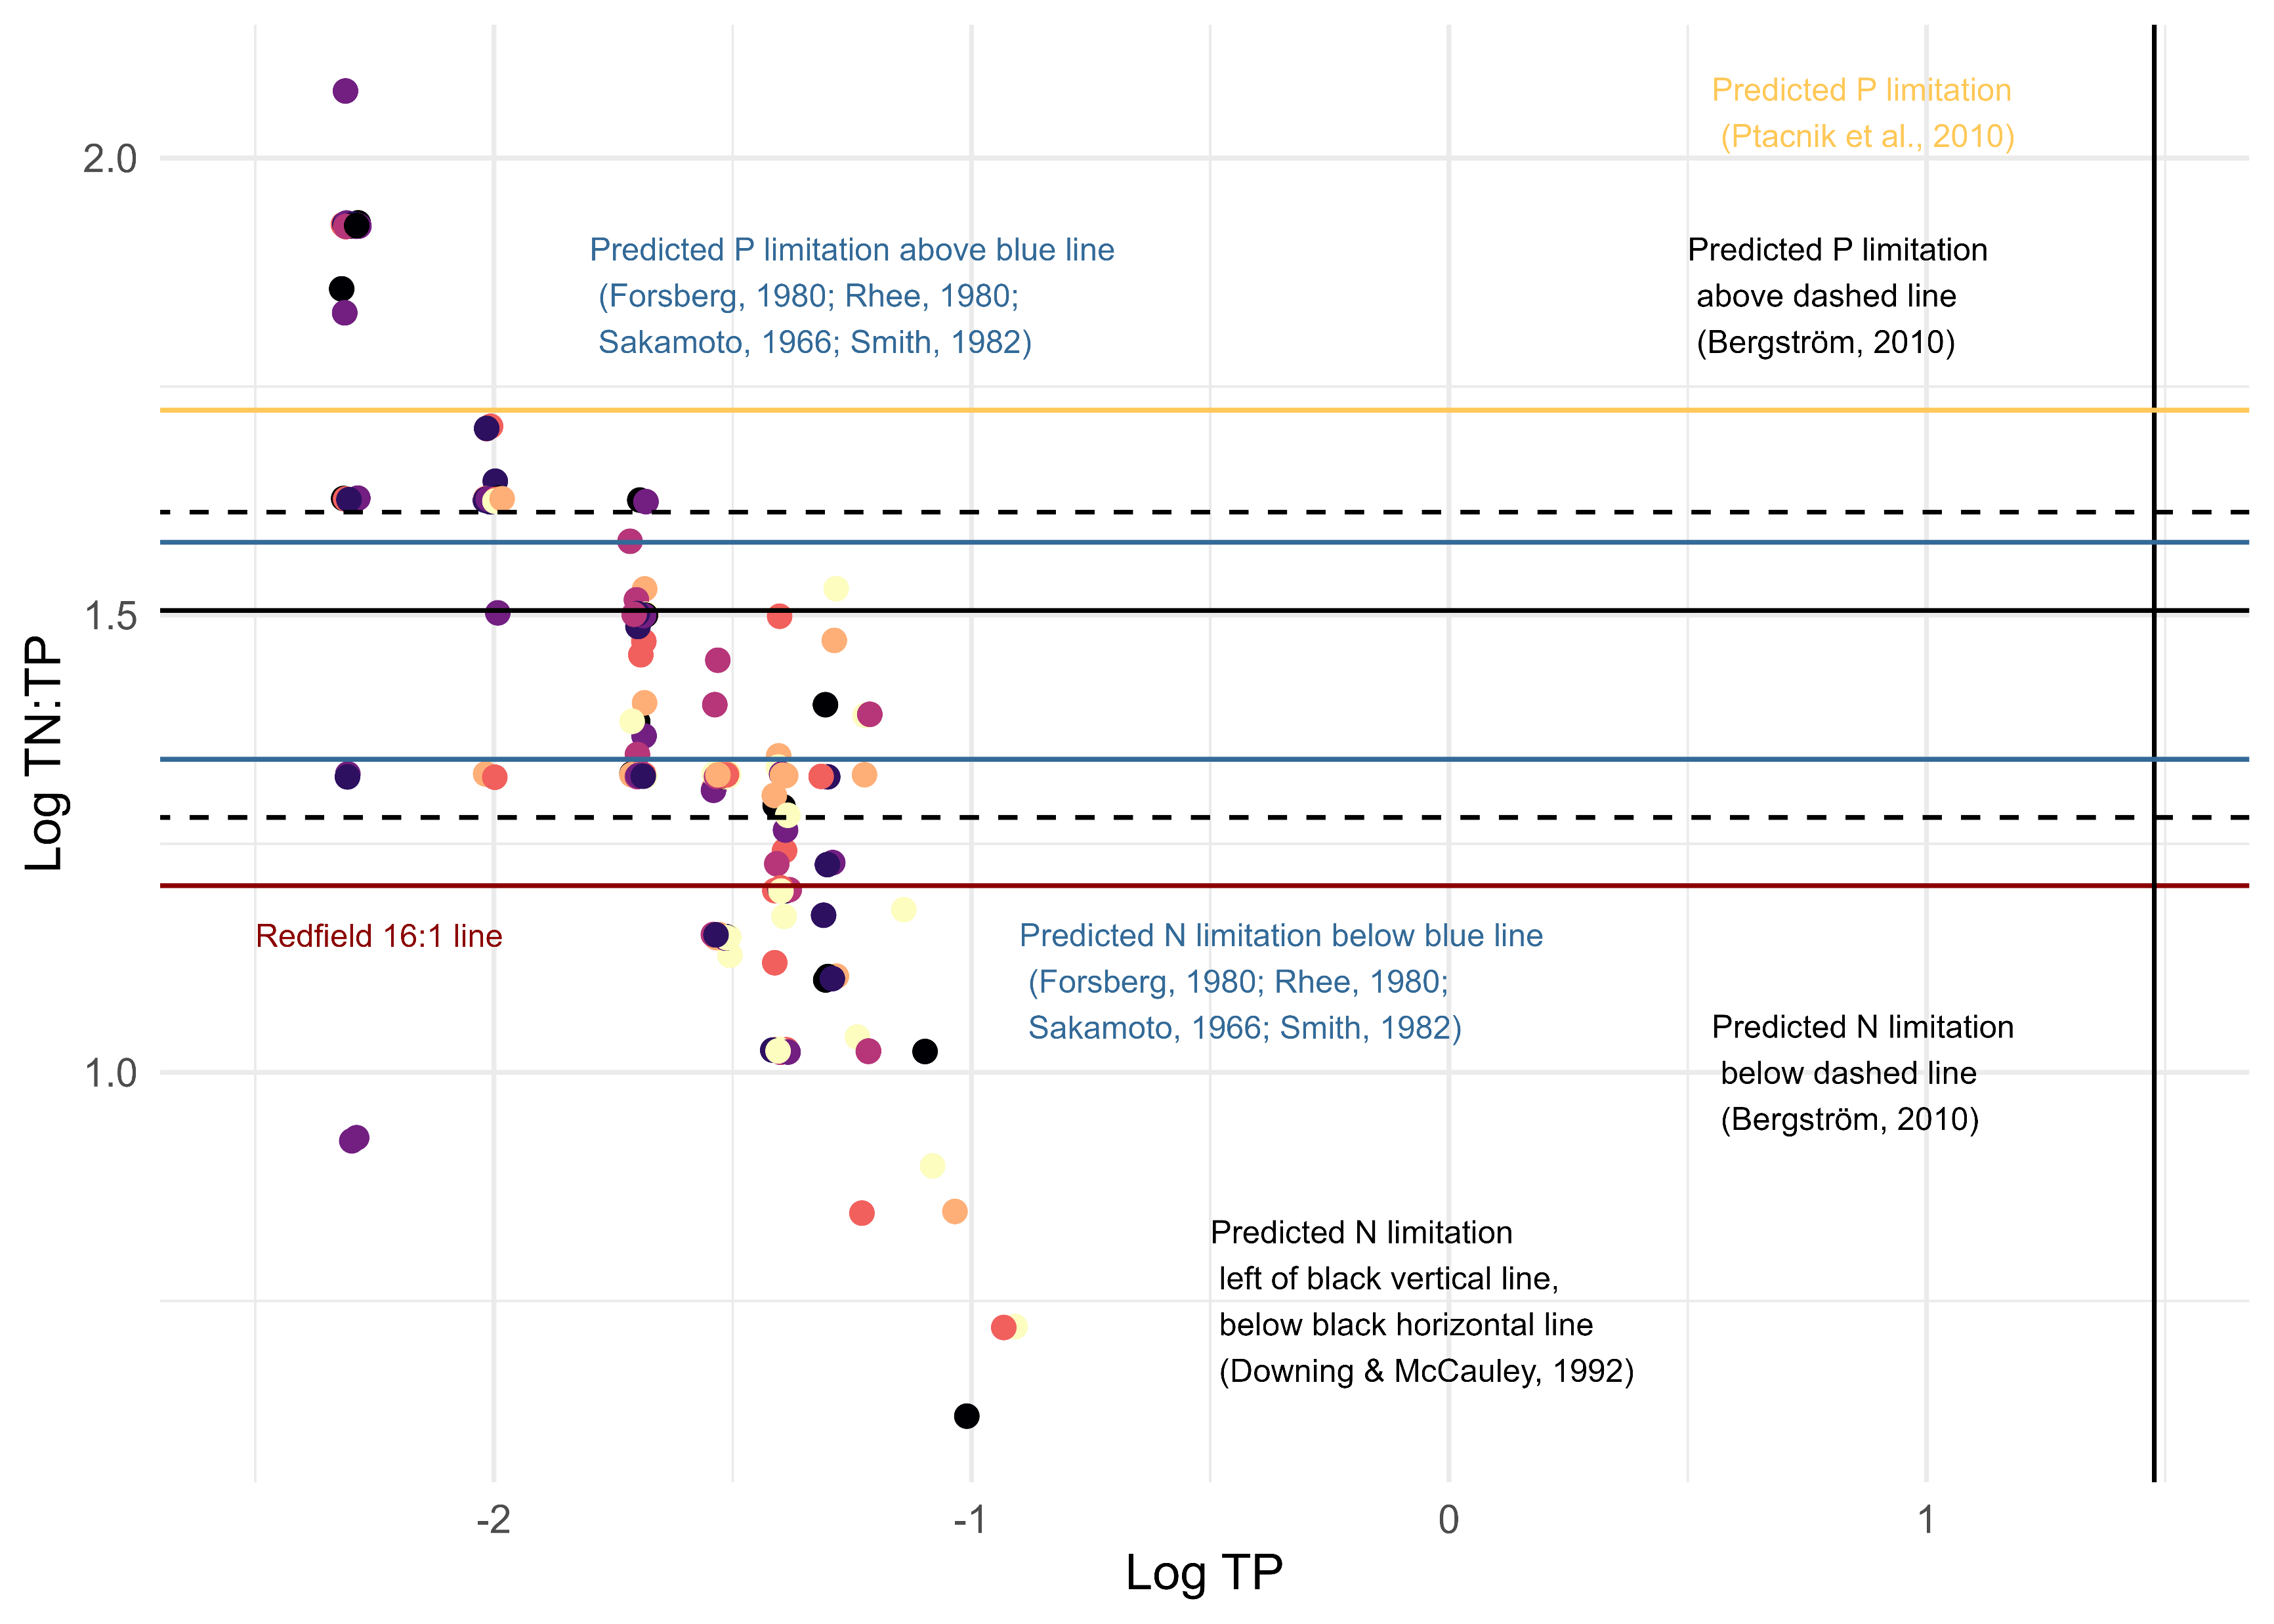 Predicted P limitation
(Ptacnik et al., 2010)
2.0
Predicted P limitation above blue line
(Forsberg, 1980; Rhee, 1980;
Sakamoto, 1966; Smith, 1982)
Predicted P limitation
above dashed line
(Bergström, 2010)
1.5
Log TN:TP
Redfield 16:1 line
Predicted N limitation below blue line
(Forsberg, 1980; Rhee, 1980;
Sakamoto, 1966; Smith, 1982)
1.0
Predicted N limitation
below dashed line
(Bergström, 2010)
Predicted N limitation
left of black vertical line,
below black horizontal line
(Downing & McCauley, 1992)
-2 -1 0 1
Log TP